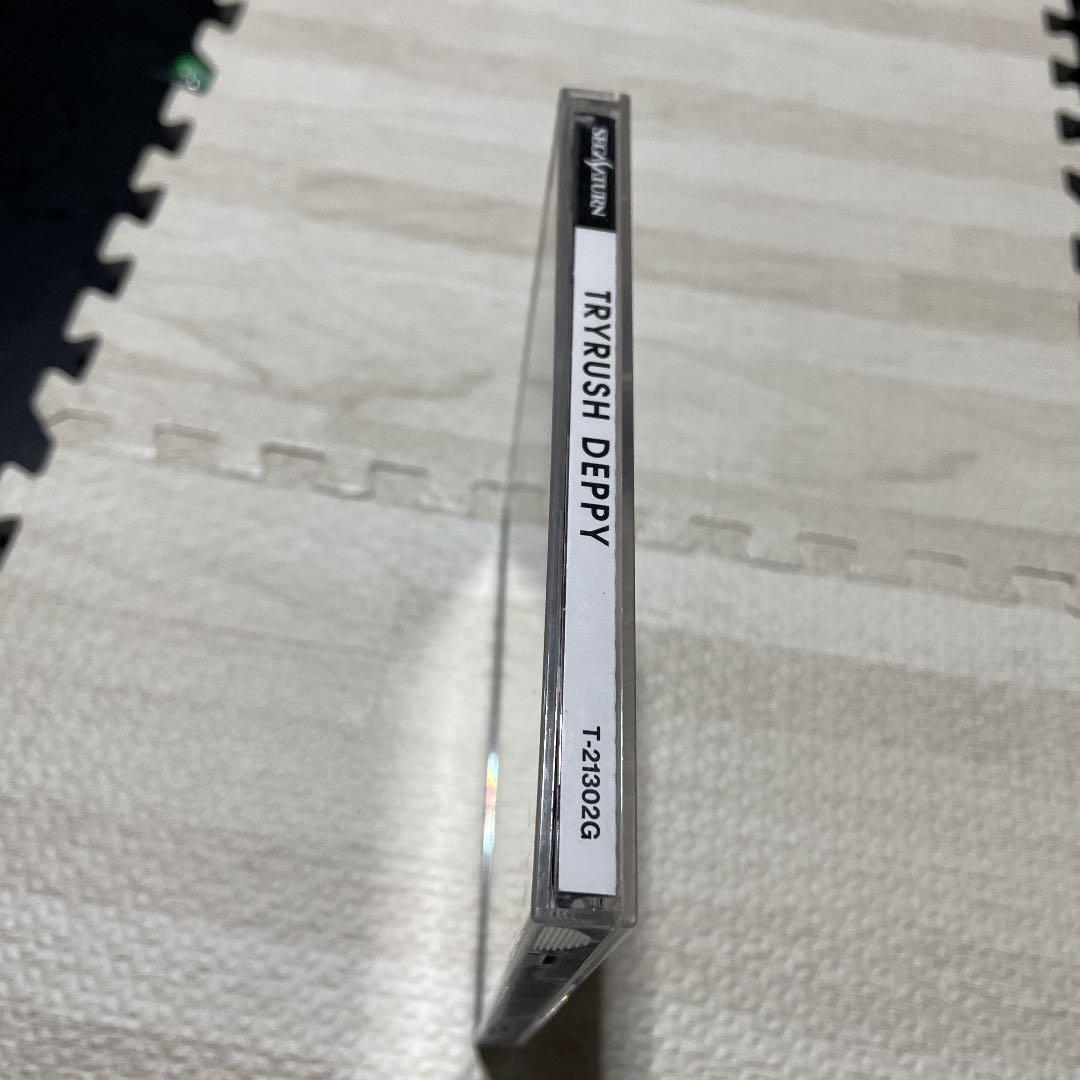 SEGA SATURN
TRYRUSH DEPPY
T-21302G